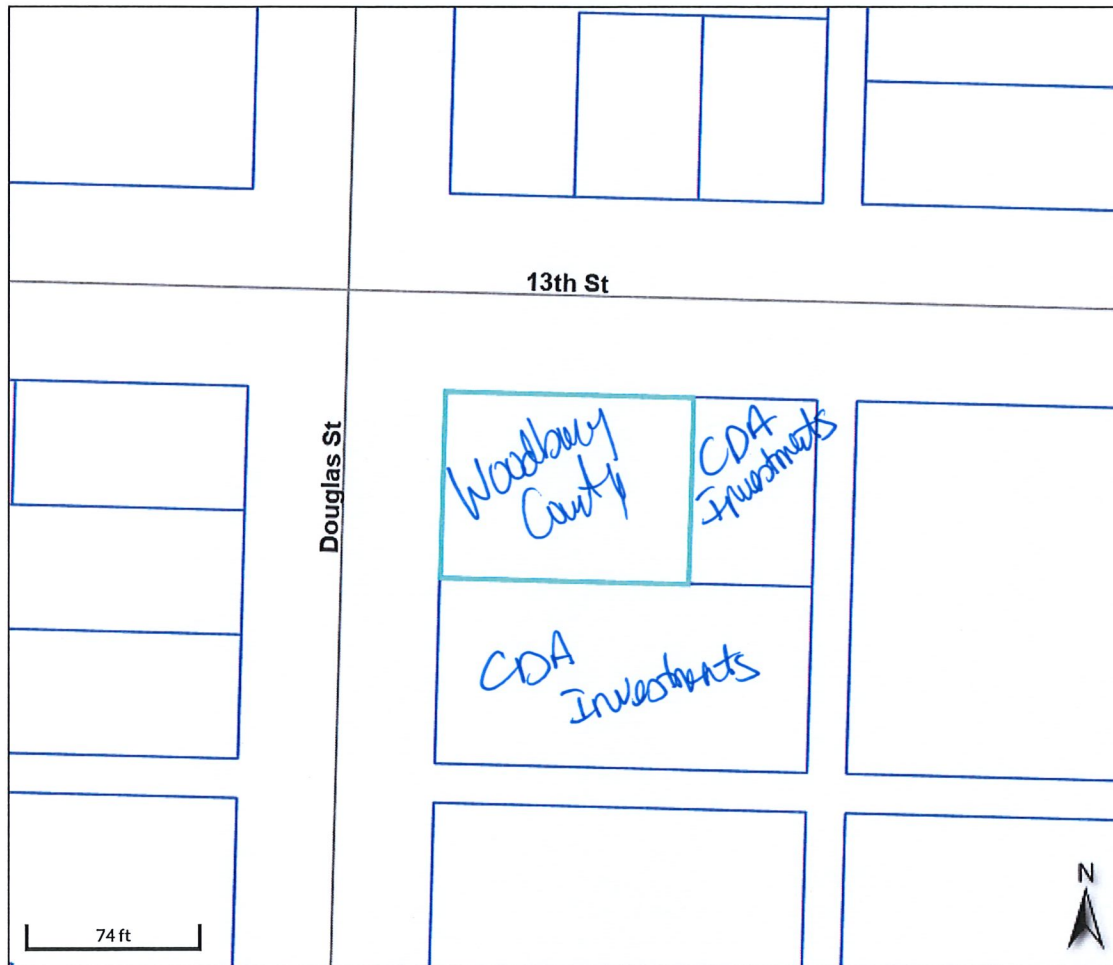 13th St
Douglas St
Woodbury
County
CDA
Investments
CDA
Investments
74 ft
N